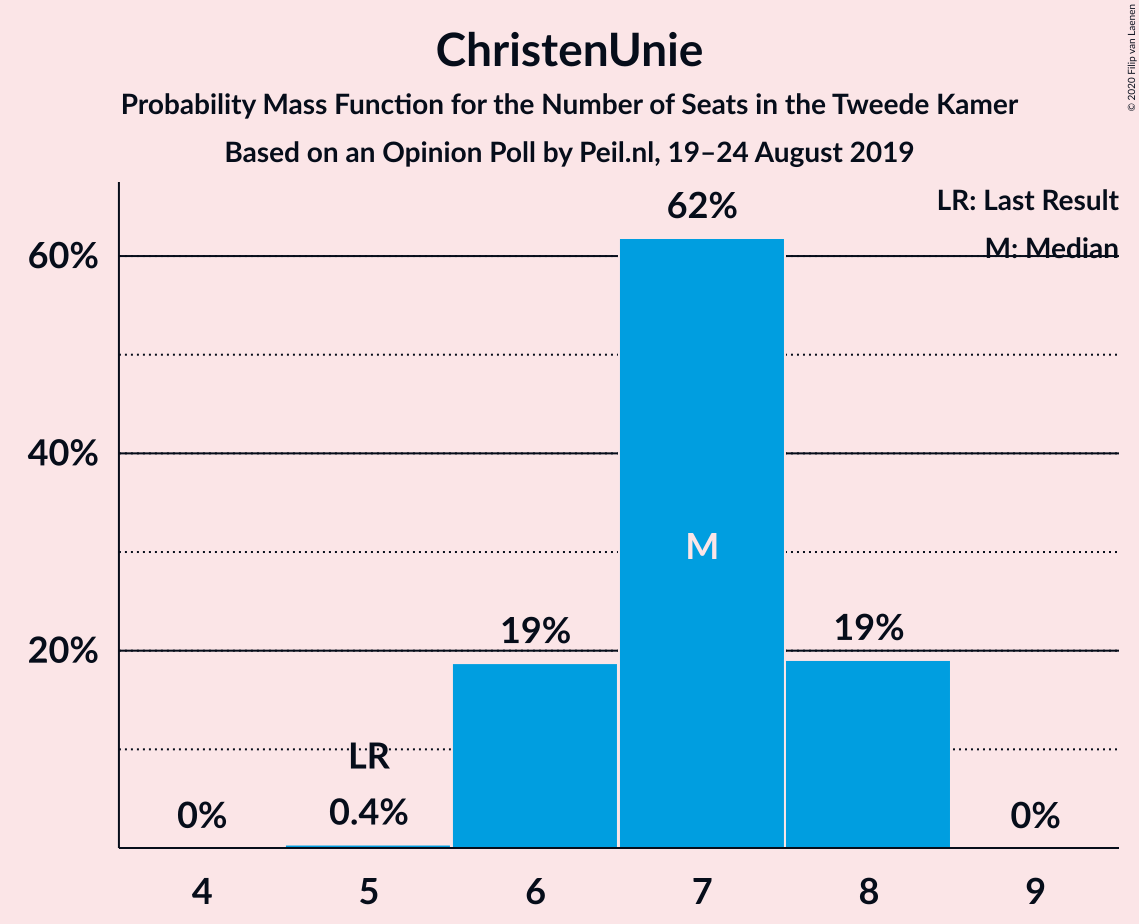 ChristenUnie
Probability Mass Function for the Number of Seats in the Tweede Kamer
Based on an Opinion Poll by Peil.nl, 19–24 August 2019
© 2020 Filip van Laenen
LR: Last Result
M: Median
62%
60%
40%
M
19%
19%
20%
LR
0%
0.4%
0%
4
5
6
7
8
9